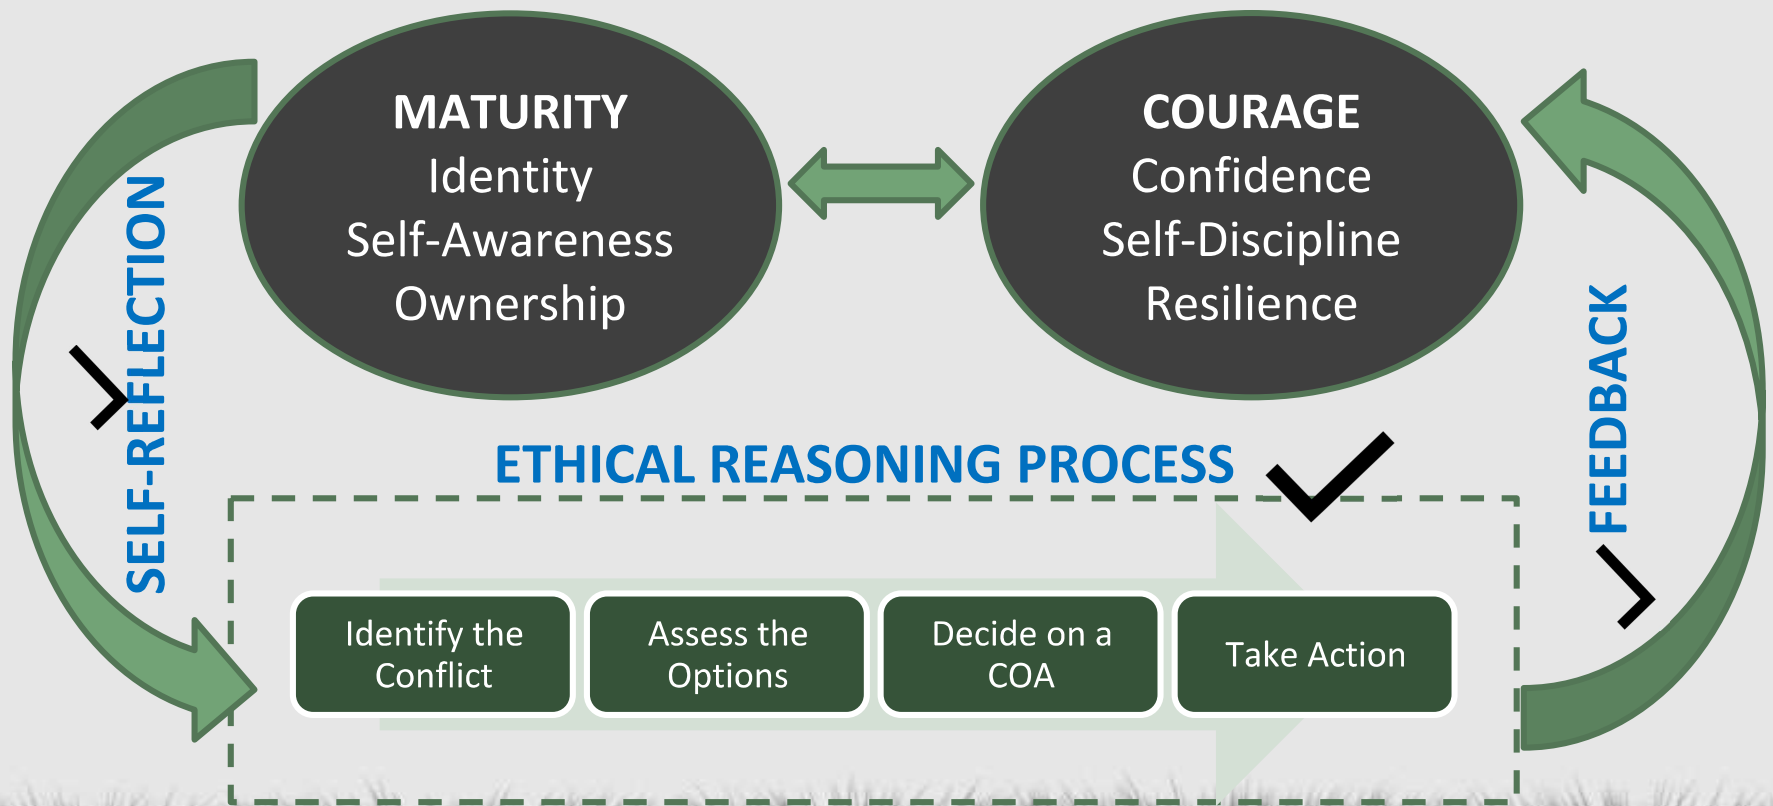 MATURITY
Identity
Self-Awareness
Ownership
COURAGE
Confidence
Self-Discipline
Resilience
SELF-REFLECTION
FEEDBACK
ETHICAL REASONING PROCESS
Identify the
Conflict
Assess the
Options
Decide on a
COA
Take Action